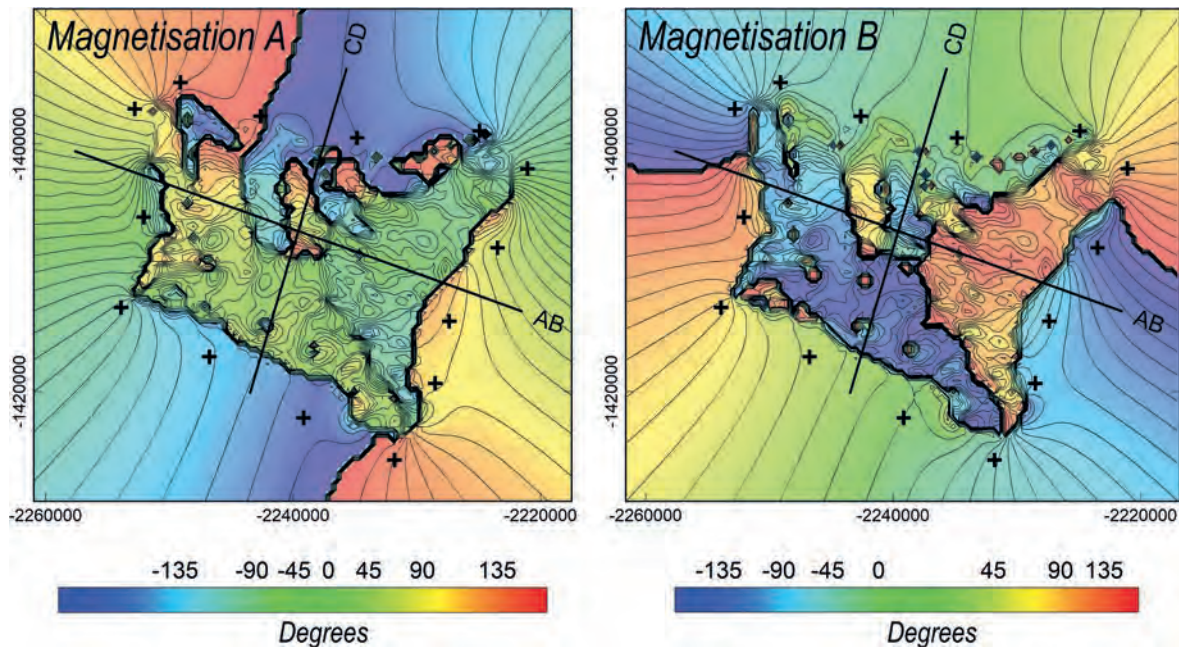 Magnetisation A
CD
AB
-1400000
-1420000
-2260000 -2240000 -2220000
-135 -90 -45 0 45 90 135
Degrees
Magnetisation B
CD
AB
-1400000
-1420000
-2260000 -2240000 -2220000
-135 -90 -45 0 45 90 135
Degrees